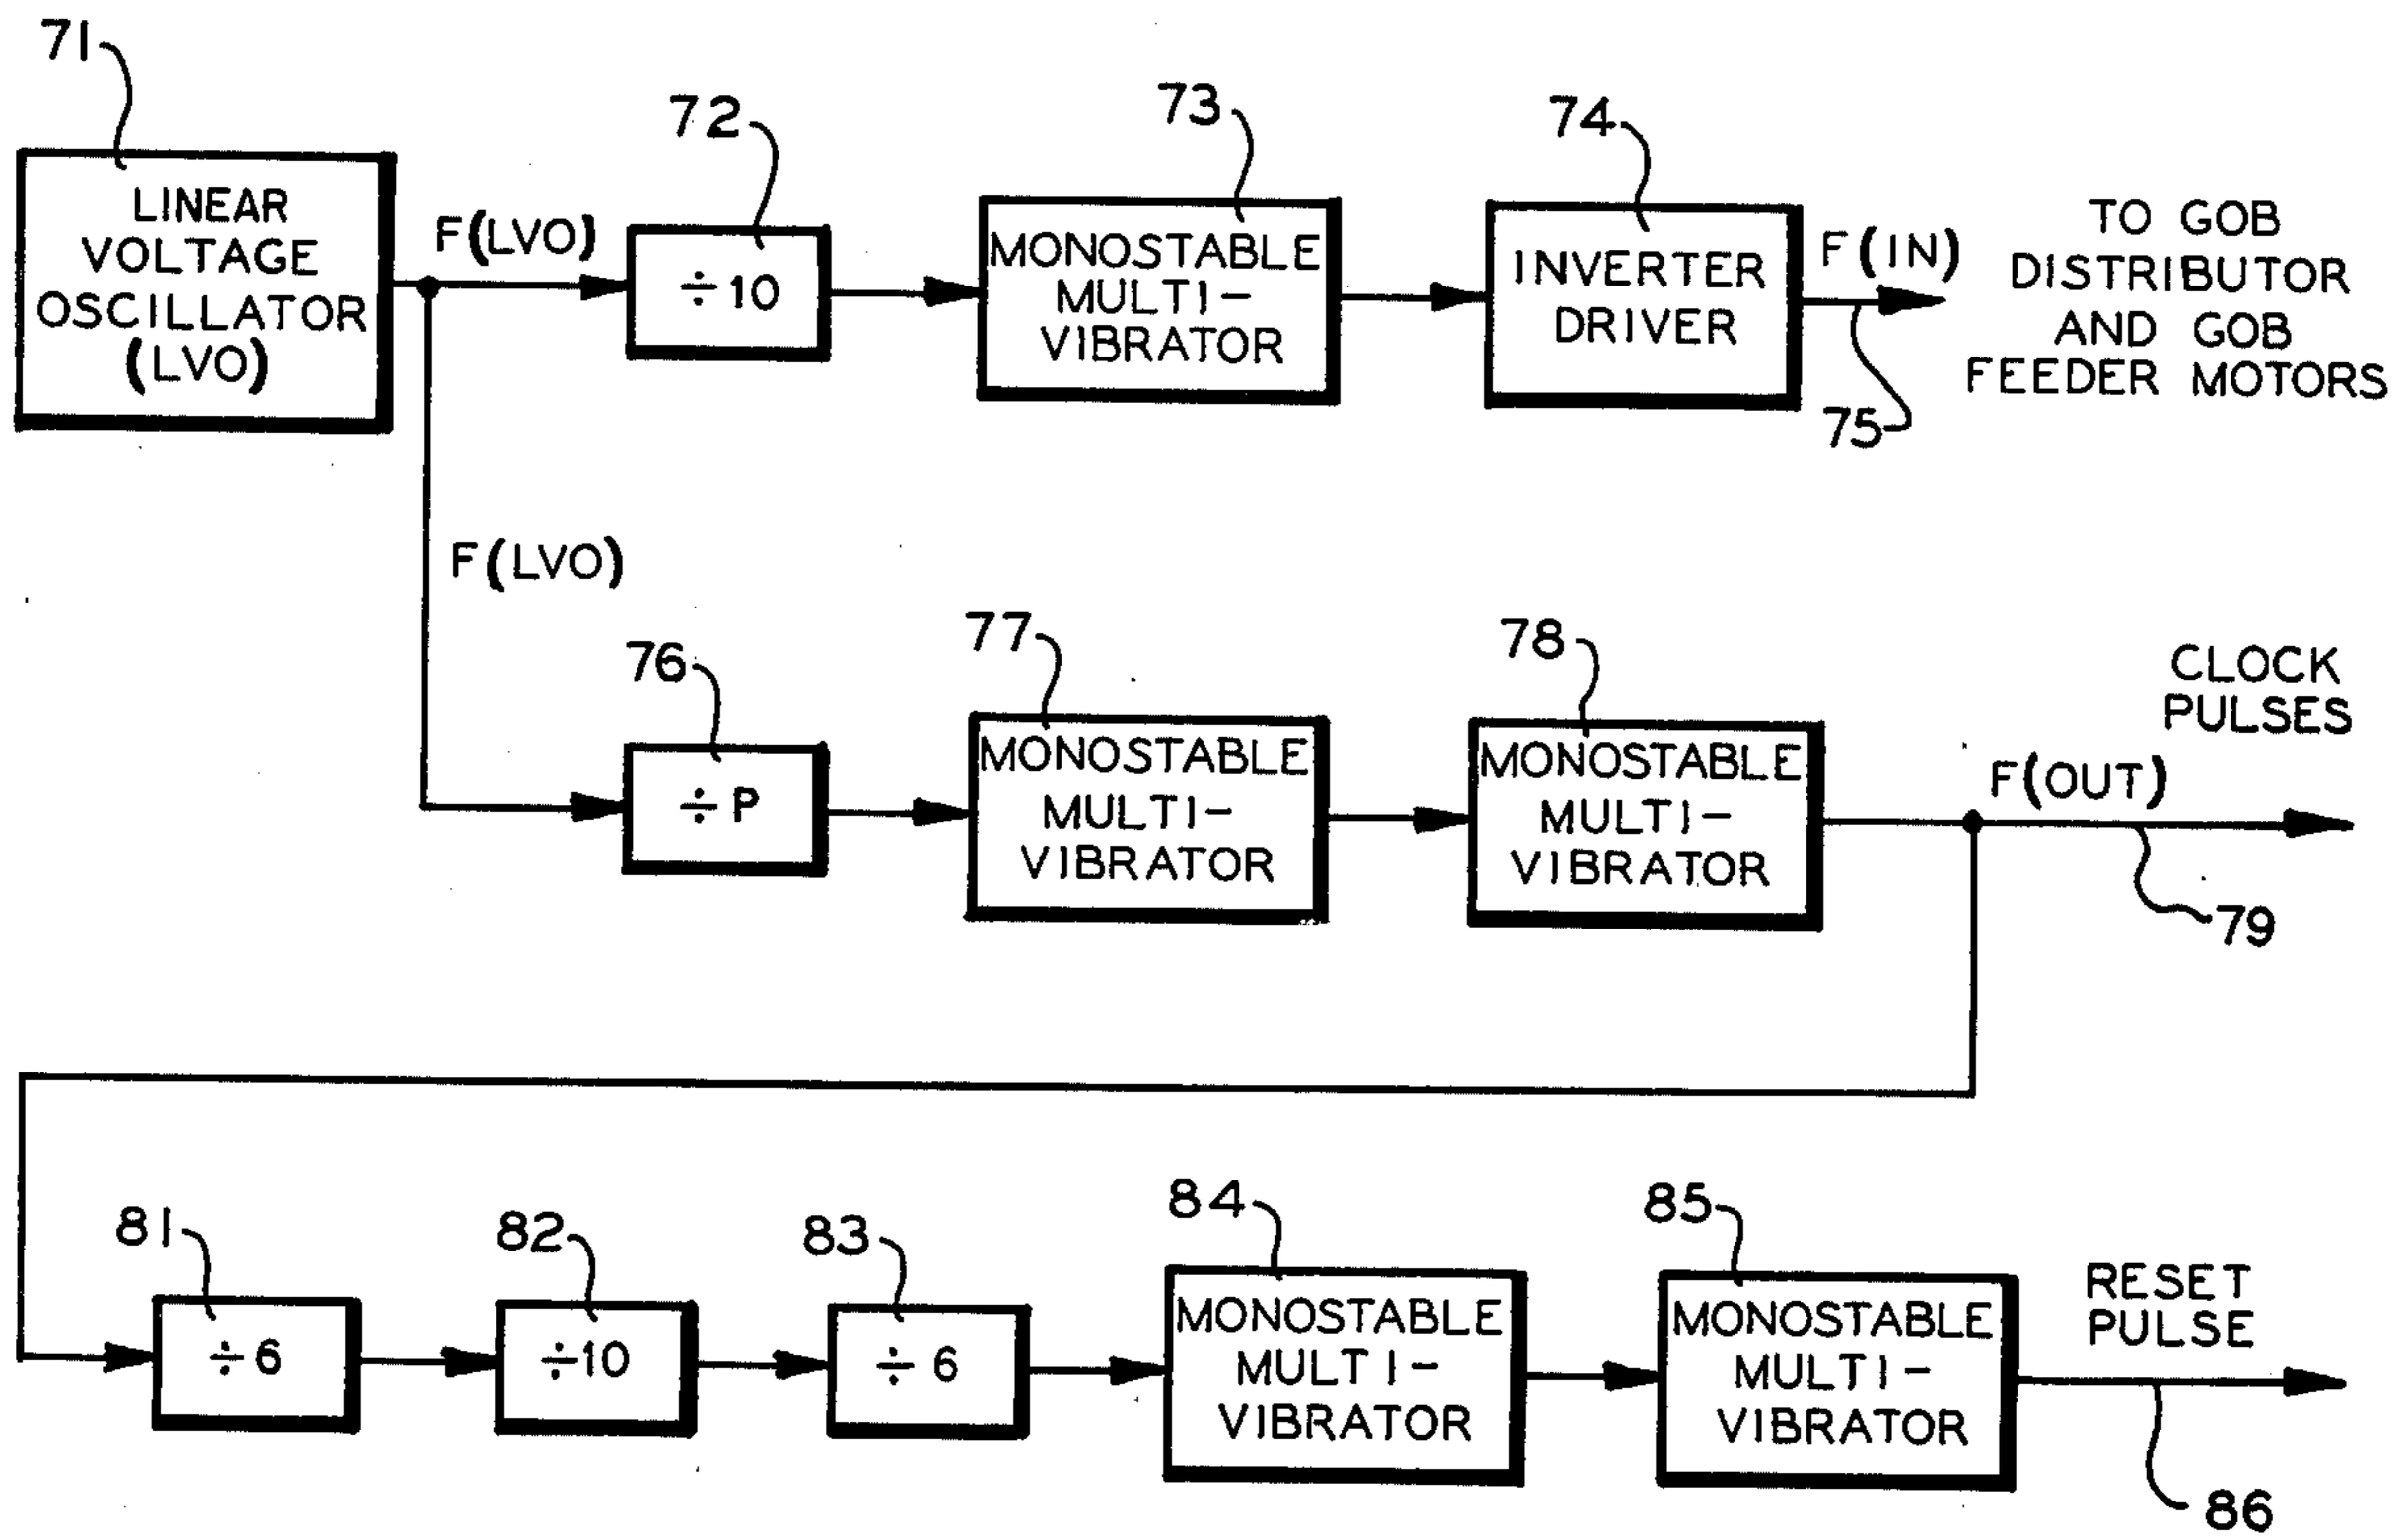 71
LINEAR
VOLTAGE
OSCILLATOR
(LVO)
F(LVO)
72
÷10
73
MONOSTABLE
MULTI-
VIBRATOR
74
INVERTER
DRIVER
F(IN)
75
TO GOB
DISTRIBUTOR
AND GOB
FEEDER MOTORS
F(LVO)
76
÷P
77
MONOSTABLE
MULTI-
VIBRATOR
78
MONOSTABLE
MULTI-
VIBRATOR
CLOCK
PULSES
F(OUT)
79
81
÷6
82
÷10
83
÷6
84
MONOSTABLE
MULTI-
VIBRATOR
85
MONOSTABLE
MULTI-
VIBRATOR
RESET
PULSE
86